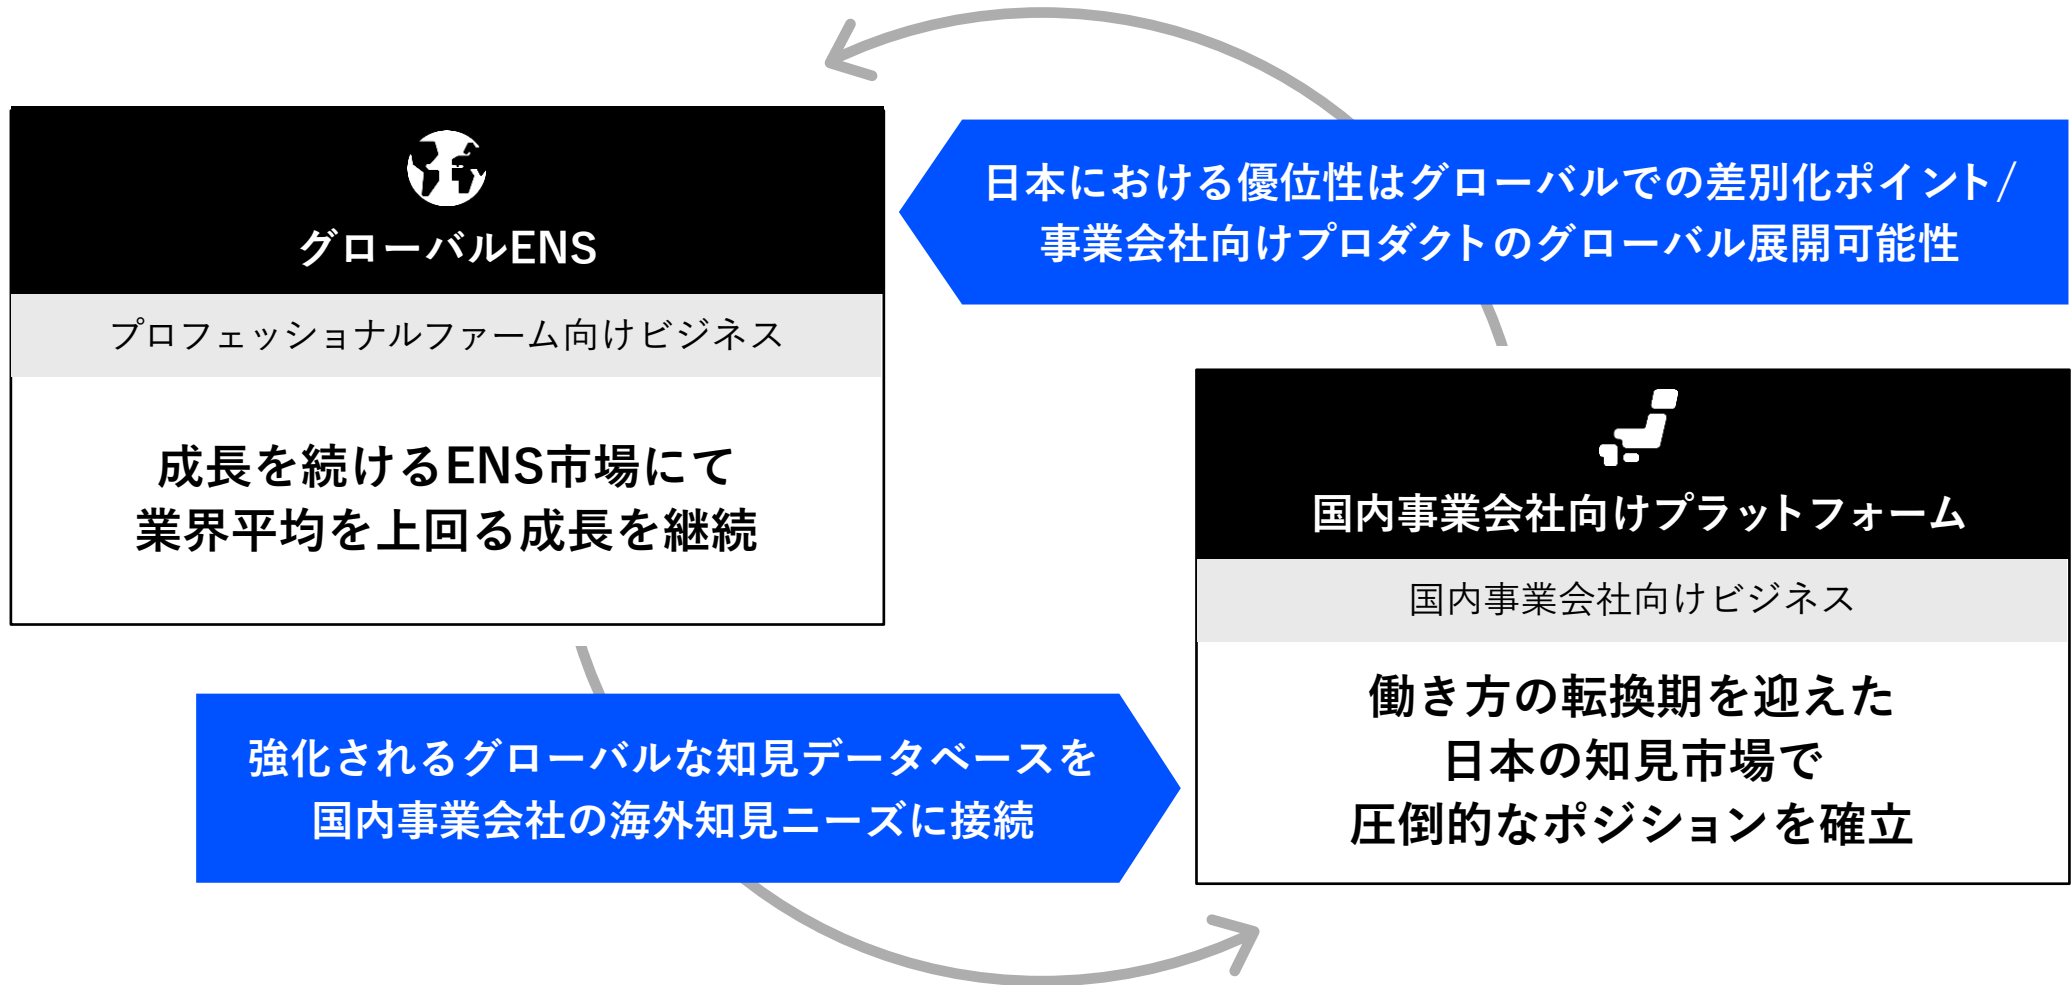 グローバルENS
プロフェッショナルファーム向けビジネス
成長を続けるENS市場にて
業界平均を上回る成長を継続
日本における優位性はグローバルでの差別化ポイント/
事業会社向けプロダクトのグローバル展開可能性
国内事業会社向けプラットフォーム
国内事業会社向けビジネス
働き方の転換期を迎えた
日本の知見市場で
圧倒的なポジションを確立
強化されるグローバルな知見データベースを
国内事業会社の海外知見ニーズに接続